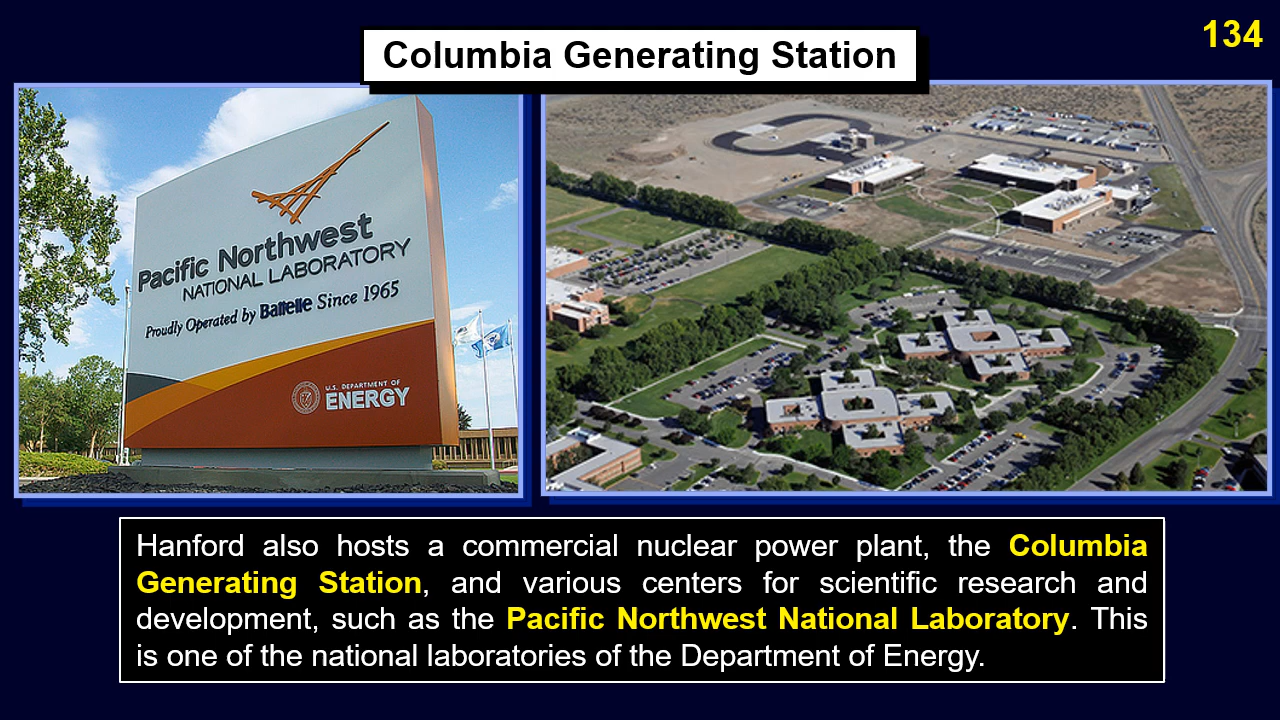 134
Columbia Generating Station
Pacific Northwest
NATIONAL LABORATORY
Proudly Operated by Battelle Since 1965
U.S. DEPARTMENT OF
ENERGY
Hanford also hosts a commercial nuclear power plant, the Columbia
Generating Station, and various centers for scientific research and
development, such as the Pacific Northwest National Laboratory. This
is one of the national laboratories of the Department of Energy.